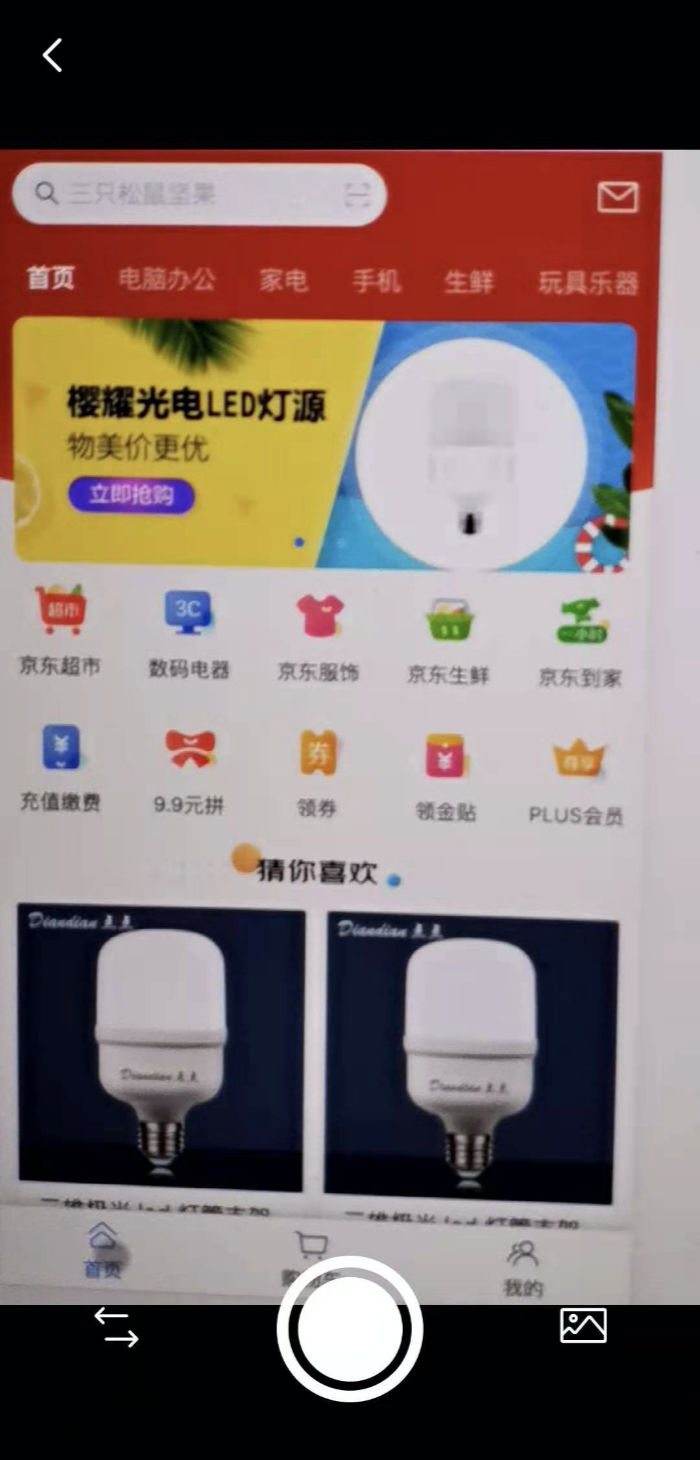 三只松鼠坚果
首页 电脑办公 家电 手机 生鲜 玩具乐器
樱耀光电LED灯源
物美价更优
立即抢购
超市 3C 一小时
京东超市 数码电器 京东服饰 京东生鲜 京东到家
¥ 券 ¥ 尊享
充值缴费 9.9元拼 领券 领金贴 PLUS会员
猜你喜欢
Diandian 点点 Diandian 点点
Diandian 点点 Diandian 点点
首页 我的